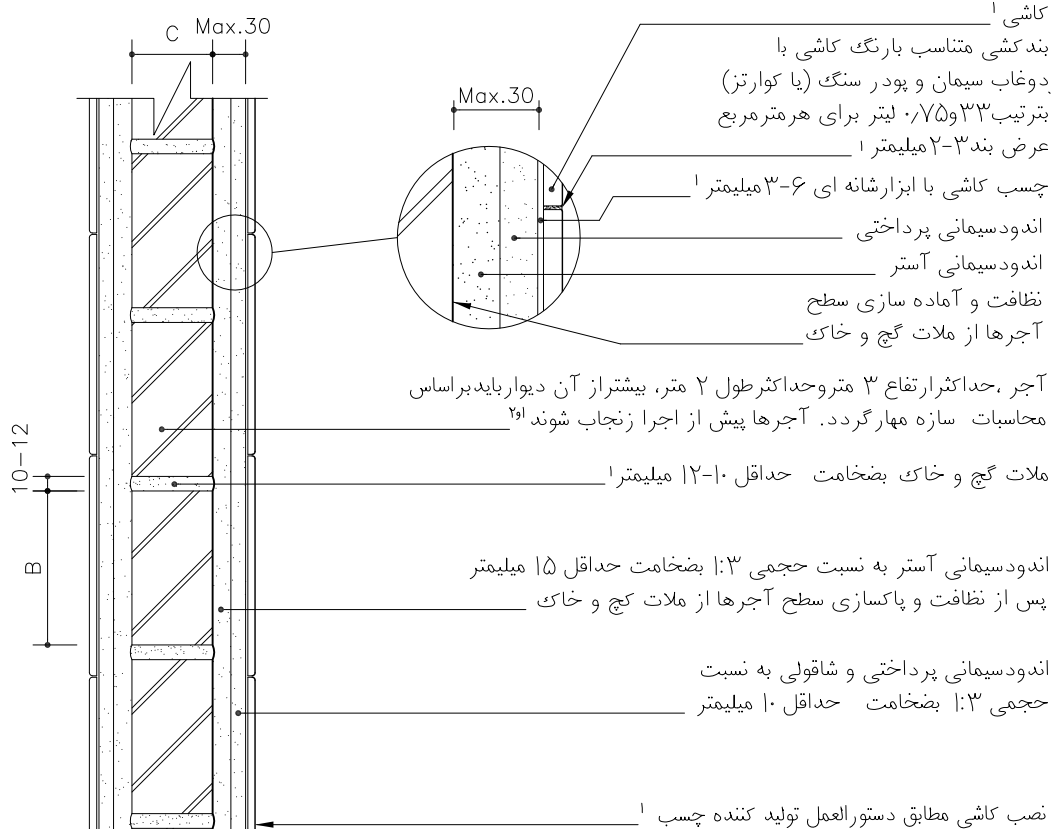 C
Max.30
Max.30
10-12
B
کاشی ۱
بندکشی متناسب بارنگ کاشی با
دوغاب سیمان و پودر سنگ (یا کوارتز)
بترتیب۳۳و۰٫۷۵ لیتر برای هرمترمربع
عرض بند۳-۲میلیمتر ۱
چسب کاشی با ابزارشانه ای ۶-۳میلیمتر ۱
اندودسیمانی پرداختی
اندودسیمانی آستر
نظافت و آماده سازی سطح
آجرها از ملات گچ و خاک
آجر ،حداکثرارتفاع ۳ متروحداکثرطول ۲ متر، بیشتراز آن دیواربایدبراساس
محاسبات سازه مهارگردد. آجرها پیش از اجرا زنجاب شوند ۱و۲
ملات گچ و خاک بضخامت حداقل ۱۰-۱۲ میلیمتر ۱
اندودسیمانی آستر به نسبت حجمی ۱:۳ بضخامت حداقل ۱۵ میلیمتر
پس از نظافت و پاکسازی سطح آجرها از ملات کچ و خاک
اندودسیمانی پرداختی و شاقولی به نسبت
حجمی ۱:۳ بضخامت حداقل ۱۰ میلیمتر
نصب کاشی مطابق دستورالعمل تولید کننده چسب ۱